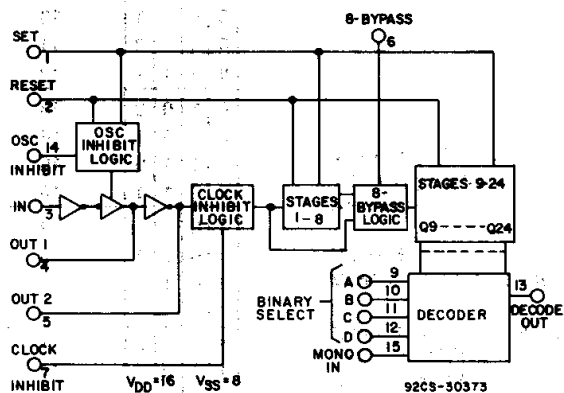 8-BYPASS
6
SET
1
RESET
2
OSC 14
INHIBIT
OSC
INHIBIT
LOGIC
IN
3
OUT 1
4
OUT 2
5
CLOCK
7
INHIBIT
CLOCK
INHIBIT
LOGIC
STAGES
1-8
8-
BYPASS
LOGIC
STAGES 9-24
Q9 ---- Q24
BINARY
SELECT
A 9
B 10
C 11
D 12
MONO 15
IN
DECODER
13
DECODE
OUT
VDD=16 VSS=8
92CS-30373